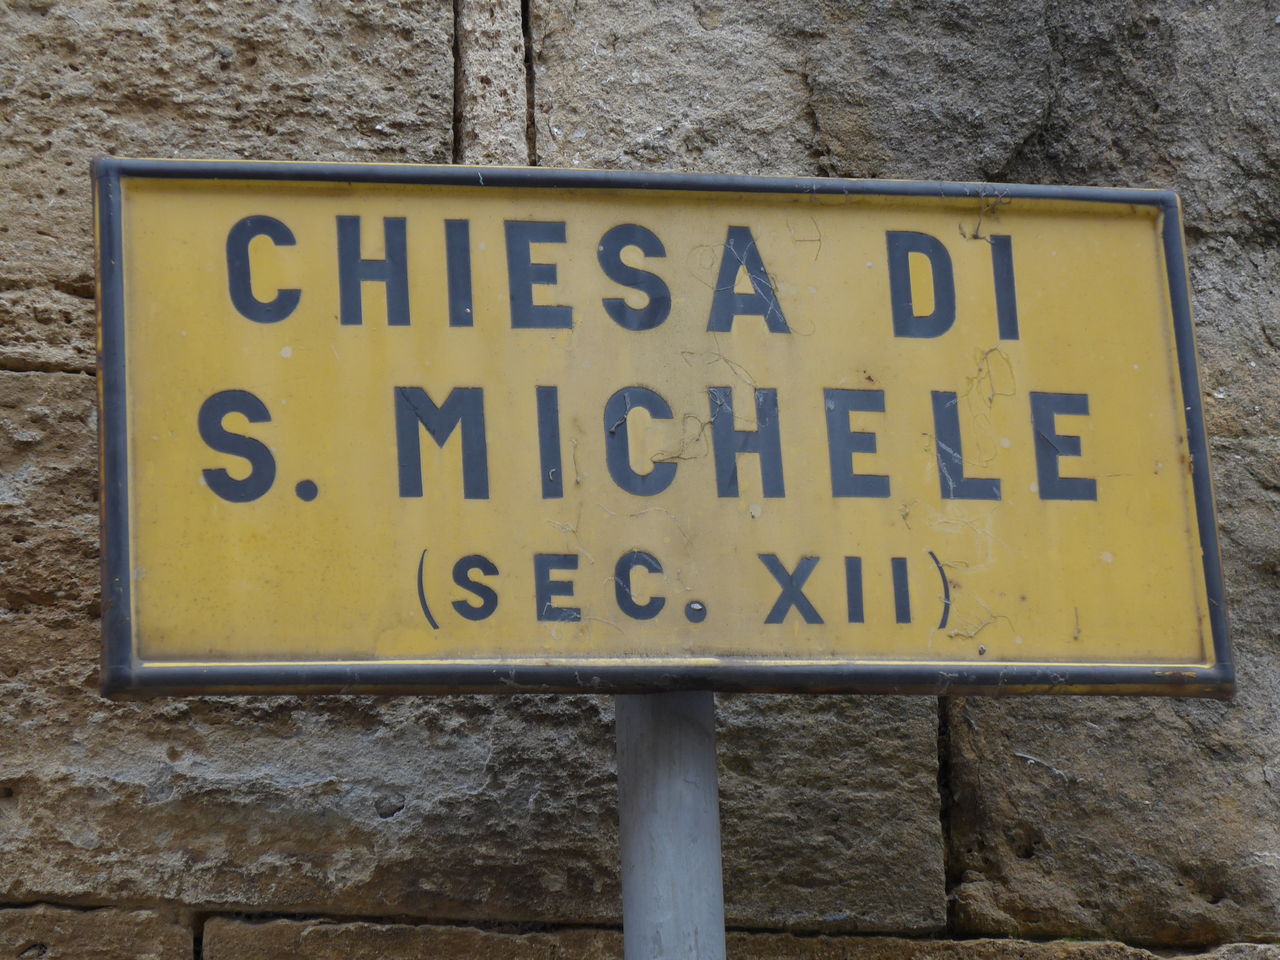 CHIESA DI
S. MICHELE
(SEC. XII)